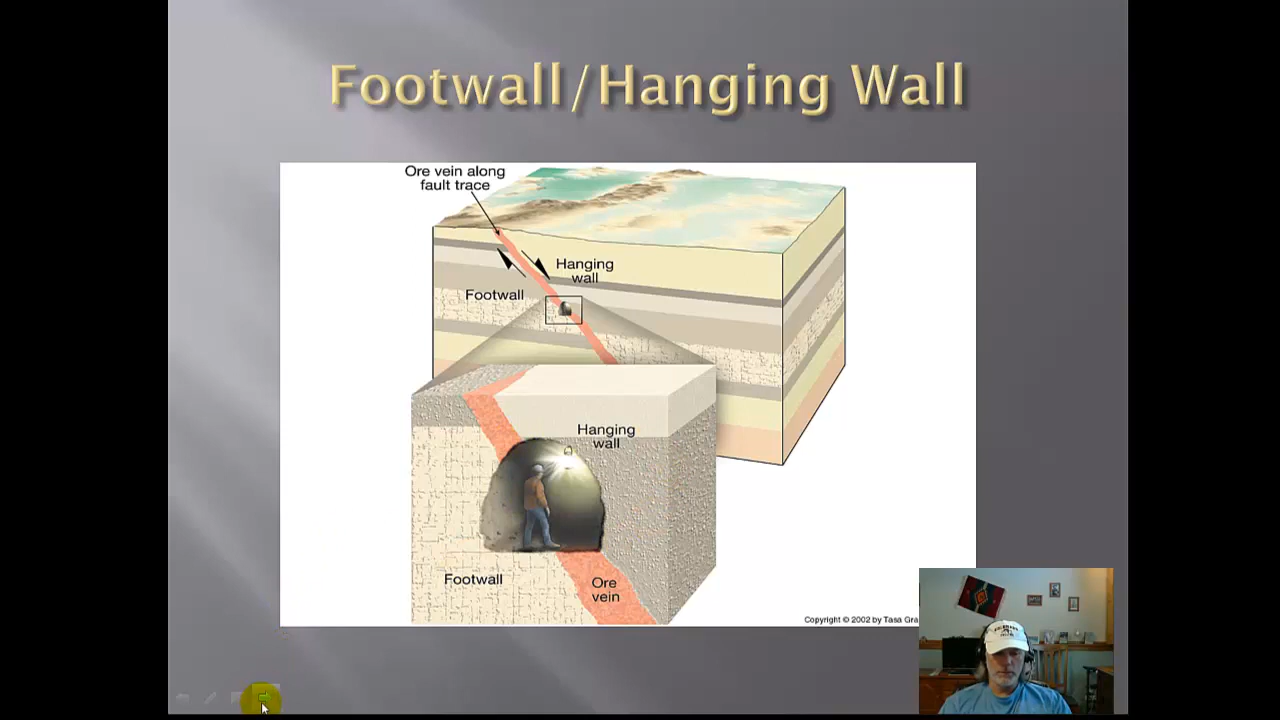 Footwall/Hanging Wall
Ore vein along
fault trace
Hanging
wall
Footwall
Hanging
wall
Footwall
Ore
vein
Copyright © 2002 by Tasa Gra